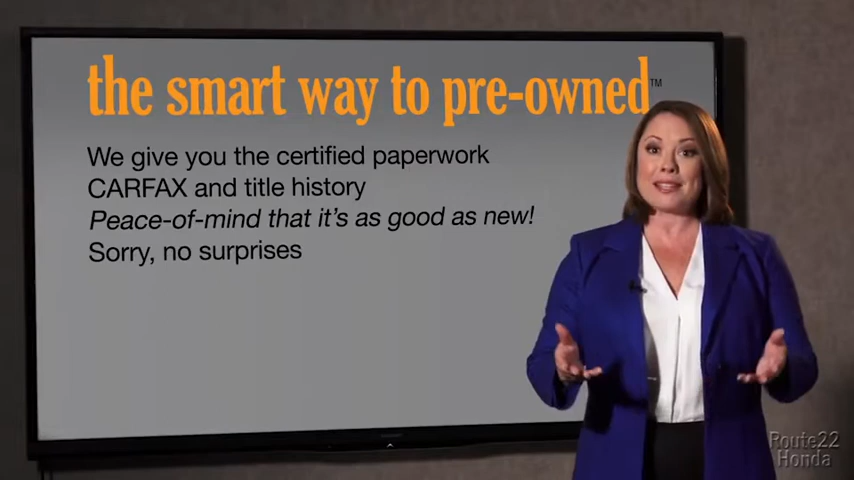 the smart way to pre-owned™
We give you the certified paperwork
CARFAX and title history
Peace-of-mind that it's as good as new!
Sorry, no surprises
Route22
Honda